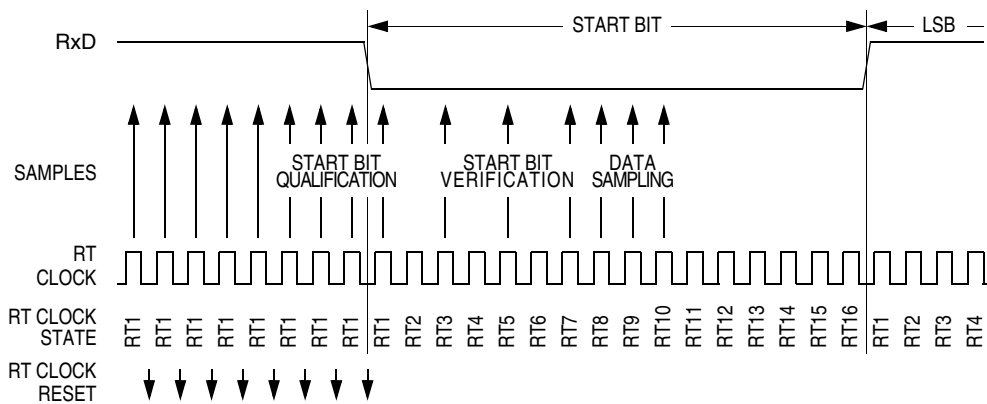 START BIT LSB
RxD
SAMPLES
START BIT
QUALIFICATION
START BIT
VERIFICATION
DATA
SAMPLING
RT
CLOCK
RT CLOCK
STATE
RT1 RT1 RT1 RT1 RT1 RT1 RT1 RT1 RT1 RT2 RT3 RT4 RT5 RT6 RT7 RT8 RT9 RT10 RT11 RT12 RT13 RT14 RT15 RT16 RT1 RT2 RT3 RT4
RT CLOCK
RESET